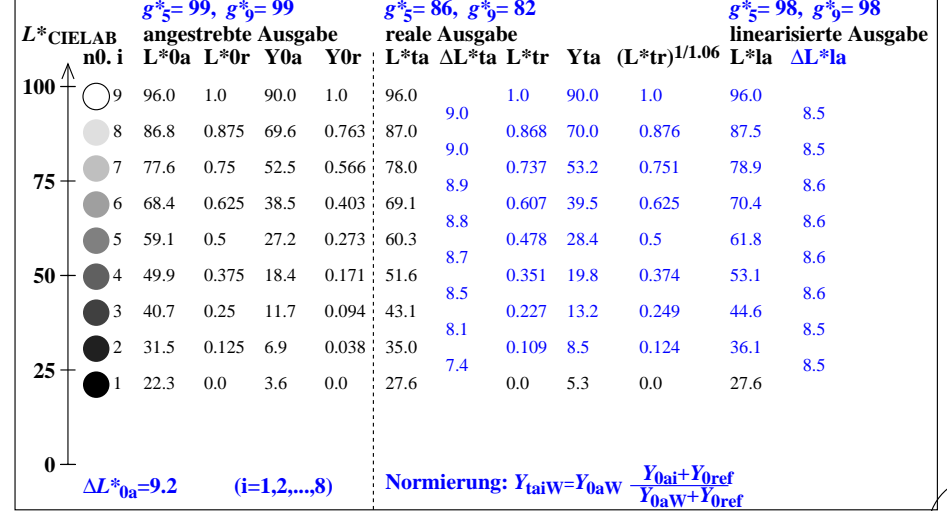 g*5= 99, g*9= 99 g*5= 86, g*9= 82 g*5= 98, g*9= 98
L*CIELAB angestrebte Ausgabe reale Ausgabe linearisierte Ausgabe
n0. i L*0a L*0r Y0a Y0r L*ta ΔL*ta L*tr Yta (L*tr)1/1.06 L*la ΔL*la
100 9 96.0 1.0 90.0 1.0 96.0 1.0 90.0 1.0 96.0
9.0 8.5
8 86.8 0.875 69.6 0.763 87.0 0.868 70.0 0.876 87.5
9.0 8.5
7 77.6 0.75 52.5 0.566 78.0 0.737 53.2 0.751 78.9
75 8.9 8.6
6 68.4 0.625 38.5 0.403 69.1 0.607 39.5 0.625 70.4
8.8 8.6
5 59.1 0.5 27.2 0.273 60.3 0.478 28.4 0.5 61.8
8.7 8.6
50 4 49.9 0.375 18.4 0.171 51.6 0.351 19.8 0.374 53.1
8.5 8.6
3 40.7 0.25 11.7 0.094 43.1 0.227 13.2 0.249 44.6
8.1 8.5
2 31.5 0.125 6.9 0.038 35.0 0.109 8.5 0.124 36.1
25 7.4 8.5
1 22.3 0.0 3.6 0.0 27.6 0.0 5.3 0.0 27.6
0
ΔL*0a=9.2 (i=1,2,...,8) Normierung: YtaiW=Y0aW Y0ai+Y0ref
Y0aW+Y0ref